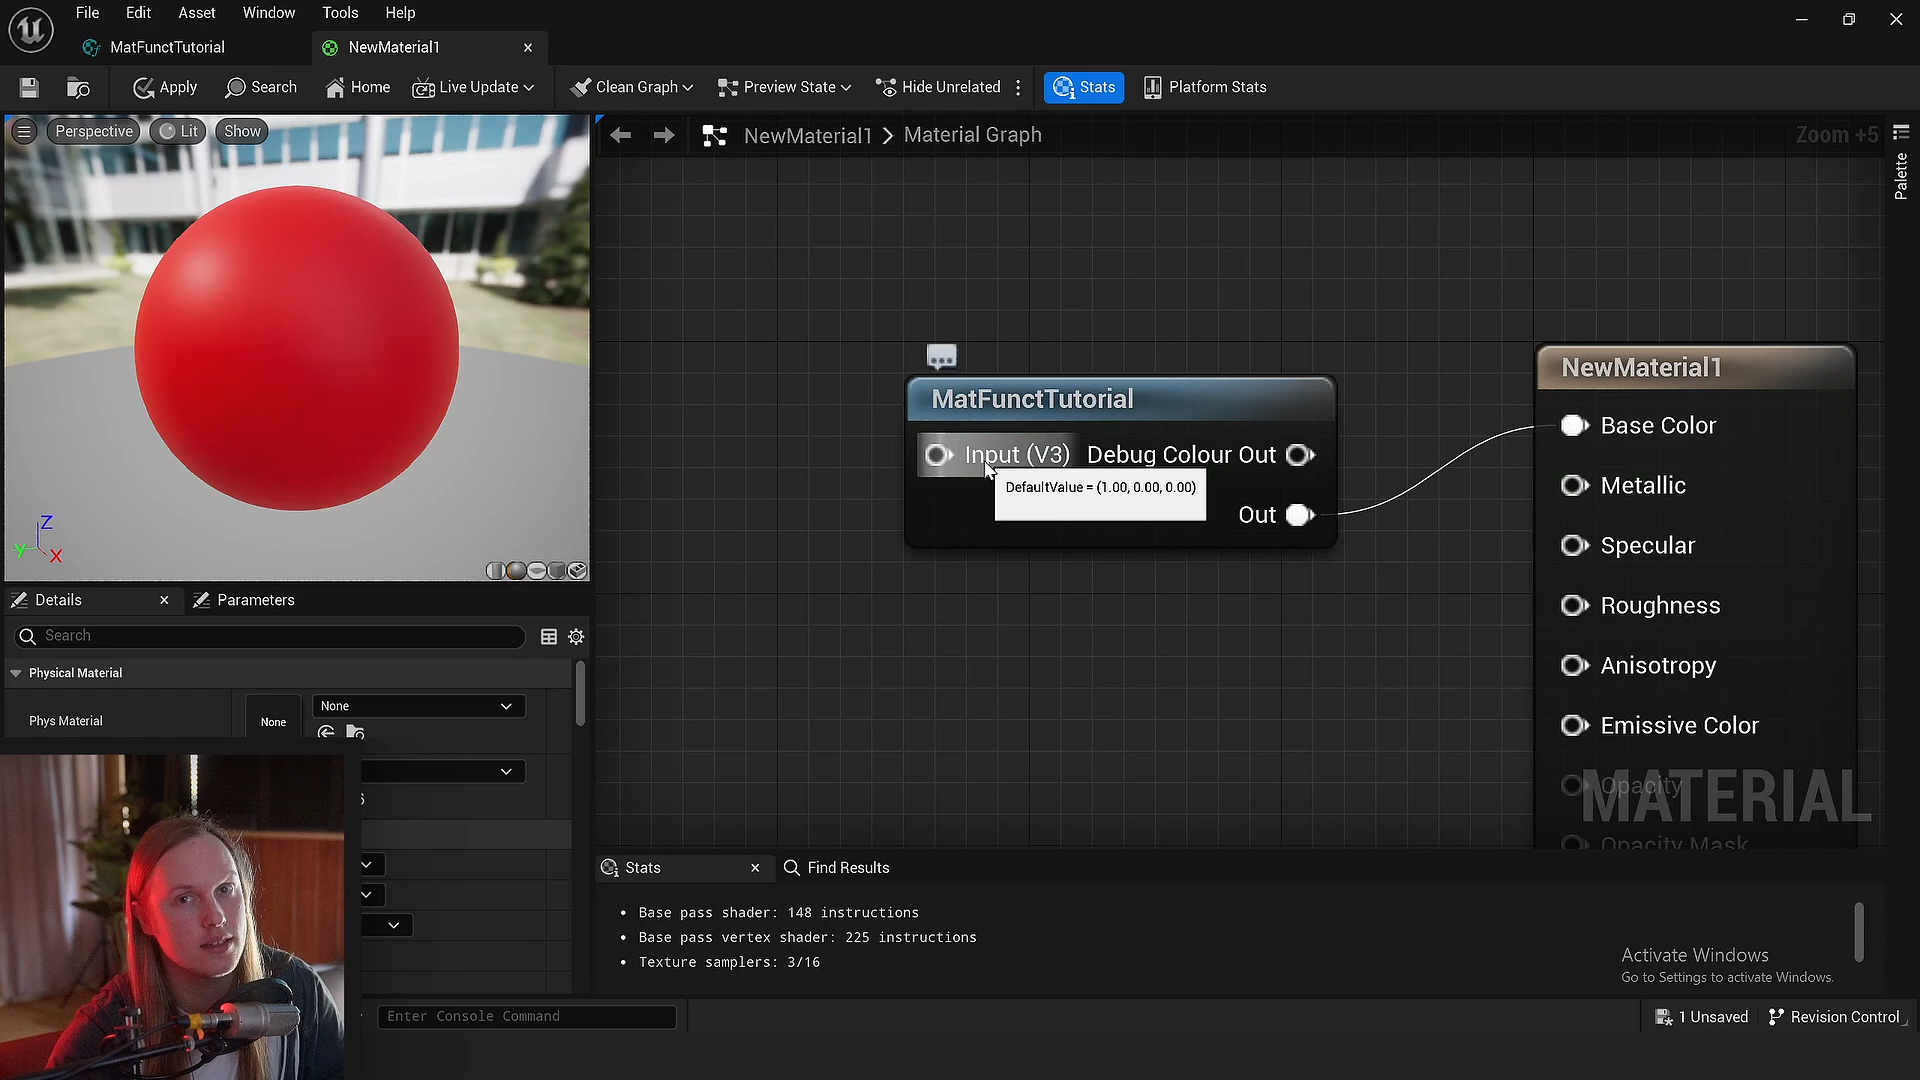 File Edit Asset Window Tools Help
MatFunctTutorial NewMaterial1
Apply Search Home Live Update Clean Graph Preview State Hide Unrelated Stats Platform Stats
Perspective Lit Show
NewMaterial1 Material Graph Zoom +5
Palette
MatFunctTutorial
Input (V3) Debug Colour Out
DefaultValue = (1.00, 0.00, 0.00)
Out
NewMaterial1
Base Color
Metallic
Specular
Roughness
Anisotropy
Emissive Color
Opacity
MATERIAL
Opacity Mask
Z
Y X
Details Parameters
Search
Physical Material
Phys Material None None
Stats Find Results
• Base pass shader: 148 instructions
• Base pass vertex shader: 225 instructions
• Texture samplers: 3/16
Activate Windows
Go to Settings to activate Windows.
Enter Console Command
1 Unsaved Revision Control